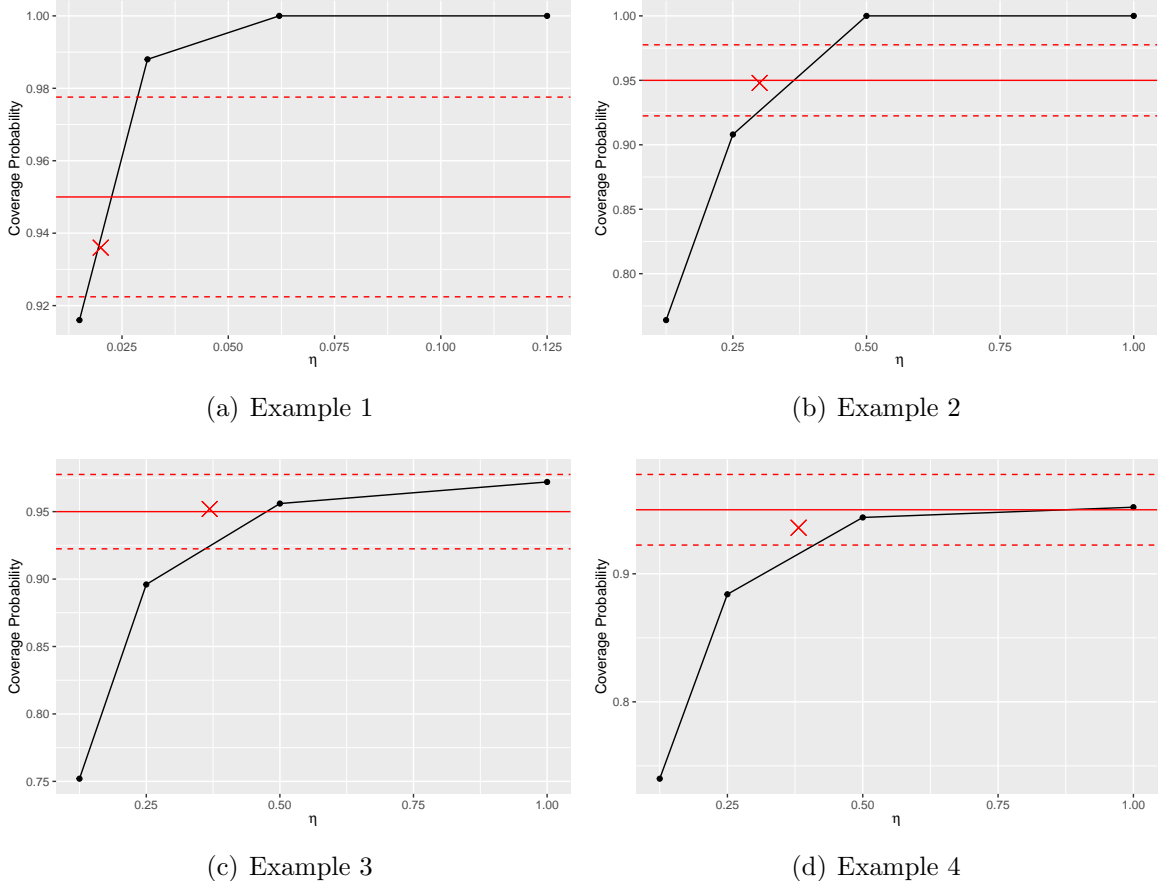 1.00
0.98
0.96
0.94
0.92
Coverage Probability
0.025
0.050
0.075
0.100
0.125
η
(a) Example 1
1.00
0.95
0.90
0.85
0.80
Coverage Probability
0.25
0.50
0.75
1.00
η
(b) Example 2
0.95
0.90
0.85
0.80
0.75
Coverage Probability
0.25
0.50
0.75
1.00
η
(c) Example 3
0.9
0.8
Coverage Probability
0.25
0.50
0.75
1.00
η
(d) Example 4